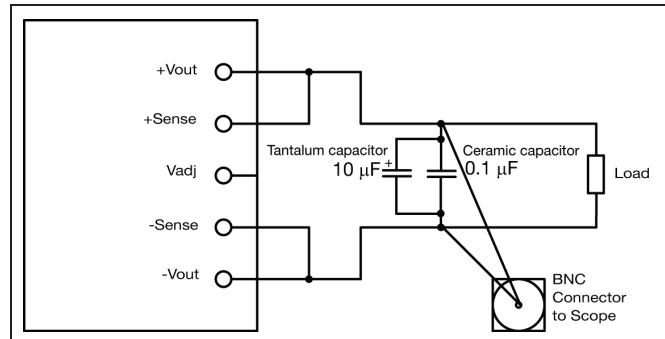 +Vout
+Sense
Vadj
-Sense
-Vout
Tantalum capacitor
10 µF
+
Ceramic capacitor
0.1 µF
Load
BNC
Connector
to Scope